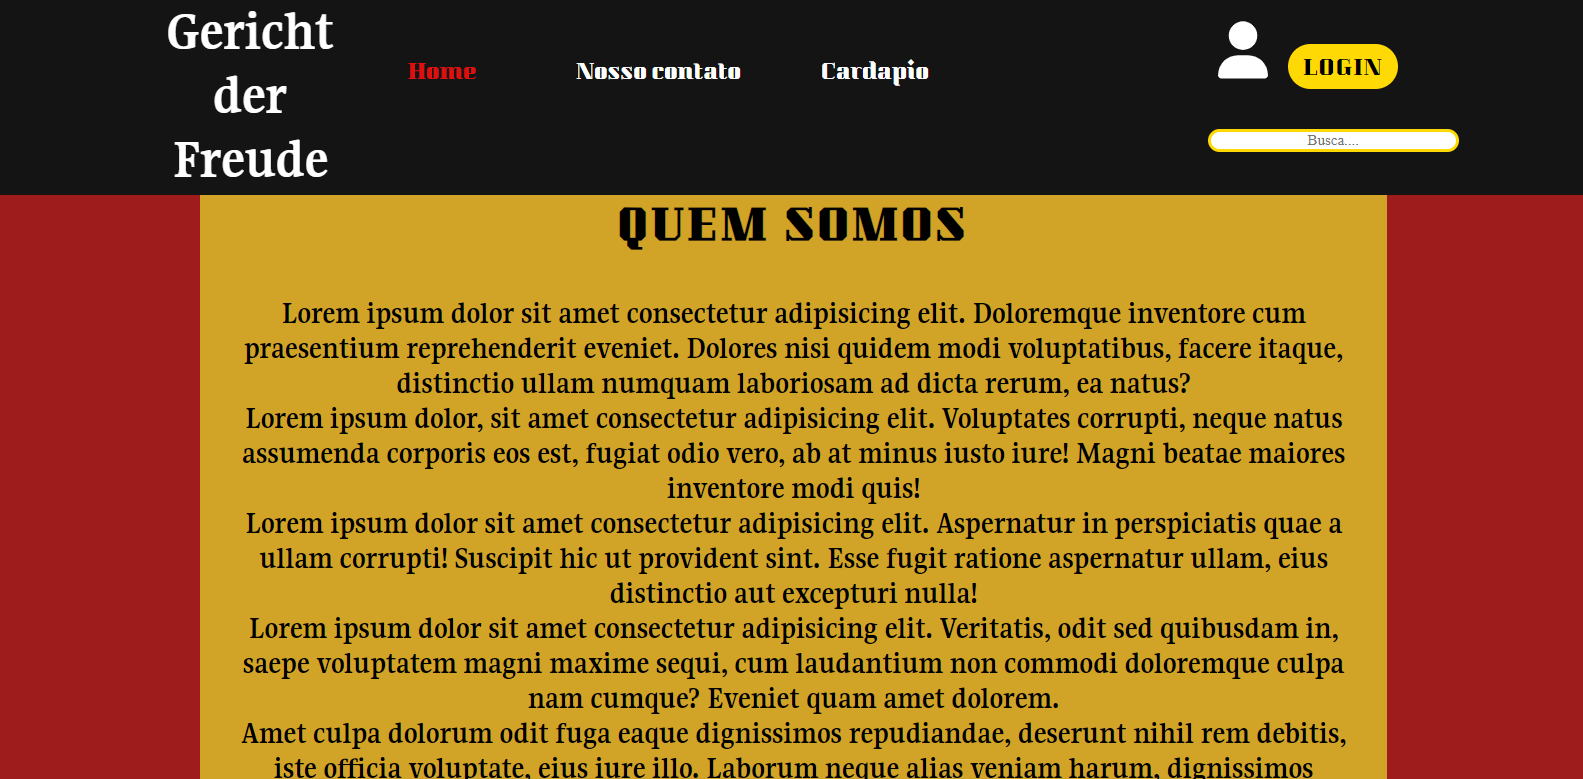 Gericht
der
Freude
Home
Nosso contato
Cardapio
LOGIN
Busca....
QUEM SOMOS
Lorem ipsum dolor sit amet consectetur adipisicing elit. Doloremque inventore cum
praesentium reprehenderit eveniet. Dolores nisi quidem modi voluptatibus, facere itaque,
distinctio ullam numquam laboriosam ad dicta rerum, ea natus?
Lorem ipsum dolor, sit amet consectetur adipisicing elit. Voluptates corrupti, neque natus
assumenda corporis eos est, fugiat odio vero, ab at minus iusto iure! Magni beatae maiores
inventore modi quis!
Lorem ipsum dolor sit amet consectetur adipisicing elit. Aspernatur in perspiciatis quae a
ullam corrupti! Suscipit hic ut provident sint. Esse fugit ratione aspernatur ullam, eius
distinctio aut excepturi nulla!
Lorem ipsum dolor sit amet consectetur adipisicing elit. Veritatis, odit sed quibusdam in,
saepe voluptatem magni maxime sequi, cum laudantium non commodi doloremque culpa
nam cumque? Eveniet quam amet dolorem.
Amet culpa dolorum odit fuga eaque dignissimos repudiandae, deserunt nihil rem debitis,
iste officia voluptate, eius iure illo. Laborum neque alias veniam harum, dignissimos